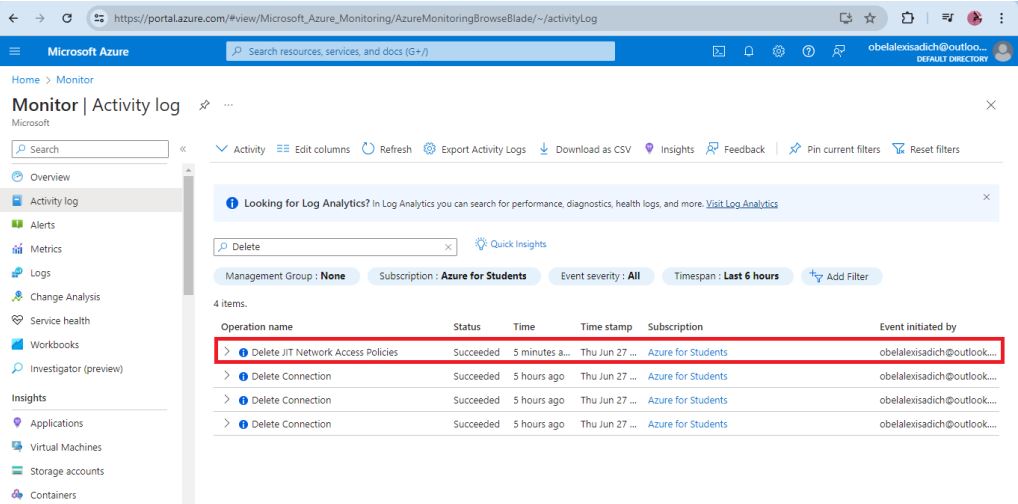 https://portal.azure.com/#view/Microsoft_Azure_Monitoring/AzureMonitoringBrowseBlade/~/activityLog
Microsoft Azure
Search resources, services, and docs (G+/)
obelalexisadich@outloo...
DEFAULT DIRECTORY
Home > Monitor
Monitor | Activity log
...
Microsoft
Search
«
Activity
Edit columns
Refresh
Export Activity Logs
Download as CSV
Insights
Feedback
Pin current filters
Reset filters
Overview
Activity log
Alerts
Metrics
Logs
Change Analysis
Service health
Workbooks
Investigator (preview)
Insights
Applications
Virtual Machines
Storage accounts
Containers
Looking for Log Analytics? In Log Analytics you can search for performance, diagnostics, health logs, and more. Visit Log Analytics
Delete
Quick Insights
Management Group : None
Subscription : Azure for Students
Event severity : All
Timespan : Last 6 hours
Add Filter
4 items.
Operation name Status Time Time stamp Subscription Event initiated by
Delete JIT Network Access Policies Succeeded 5 minutes a... Thu Jun 27 ... Azure for Students obelalexisadich@outlook....
Delete Connection Succeeded 5 hours ago Thu Jun 27 ... Azure for Students obelalexisadich@outlook....
Delete Connection Succeeded 5 hours ago Thu Jun 27 ... Azure for Students obelalexisadich@outlook....
Delete Connection Succeeded 5 hours ago Thu Jun 27 ... Azure for Students obelalexisadich@outlook....